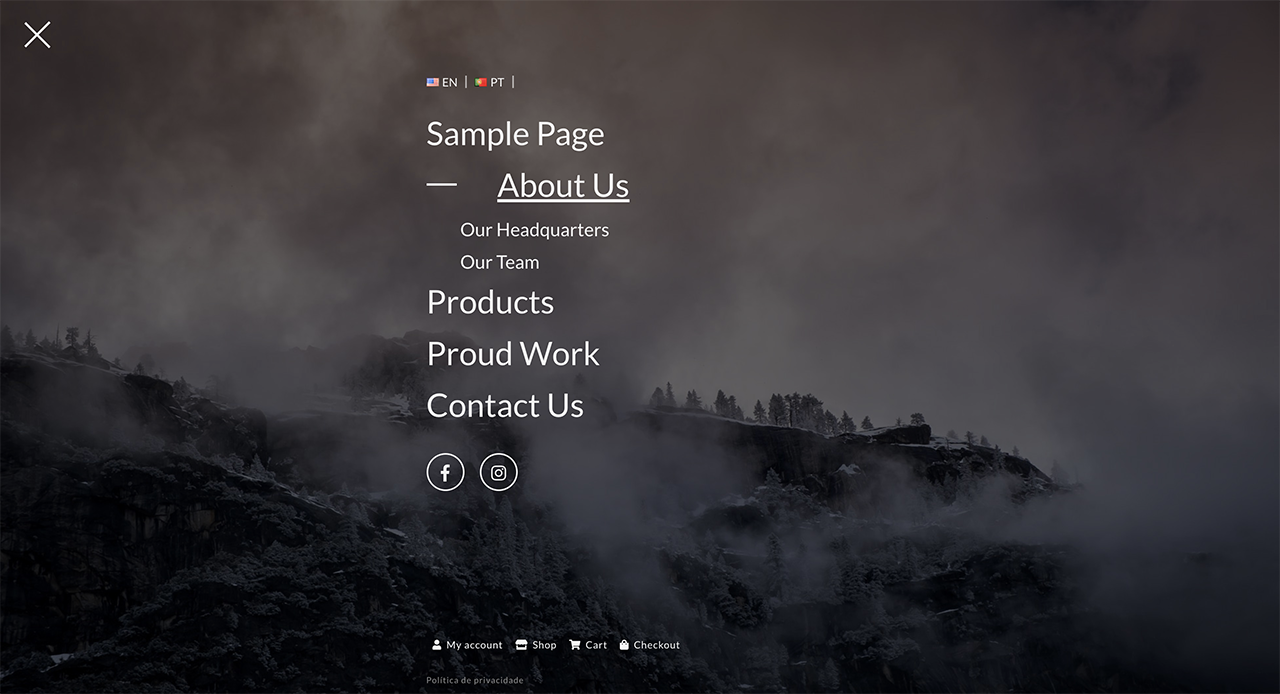 EN | PT |
Sample Page
About Us
Our Headquarters
Our Team
Products
Proud Work
Contact Us
My account Shop Cart Checkout
Política de privacidade